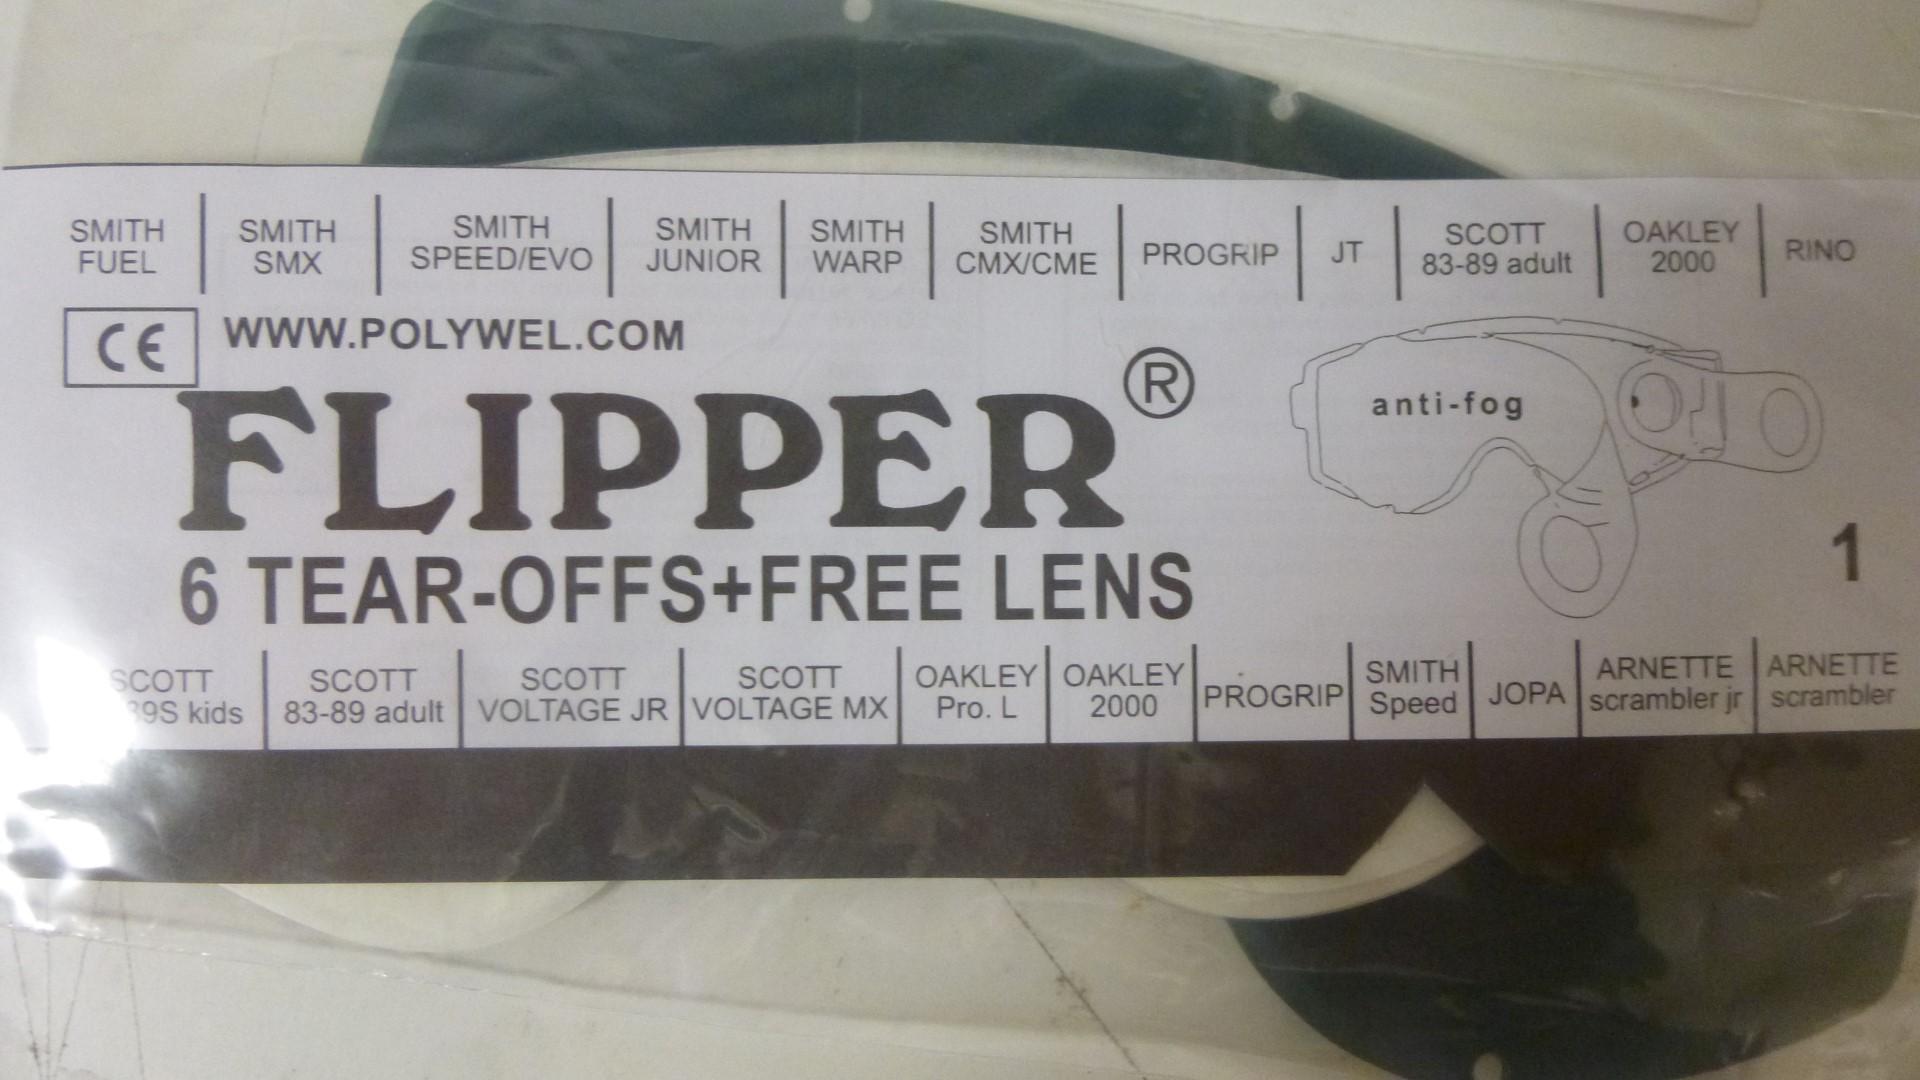 SMITH FUEL
SMITH SMX
SMITH SPEED/EVO
SMITH JUNIOR
SMITH WARP
SMITH CMX/CME
PROGRIP
JT
SCOTT 83-89 adult
OAKLEY 2000
RINO
CE
WWW.POLYWEL.COM
FLIPPER®
anti-fog
6 TEAR-OFFS+FREE LENS
1
SCOTT 89S kids
SCOTT 83-89 adult
SCOTT VOLTAGE JR
SCOTT VOLTAGE MX
OAKLEY Pro. L
OAKLEY 2000
PROGRIP
SMITH Speed
JOPA
ARNETTE scrambler jr
ARNETTE scrambler